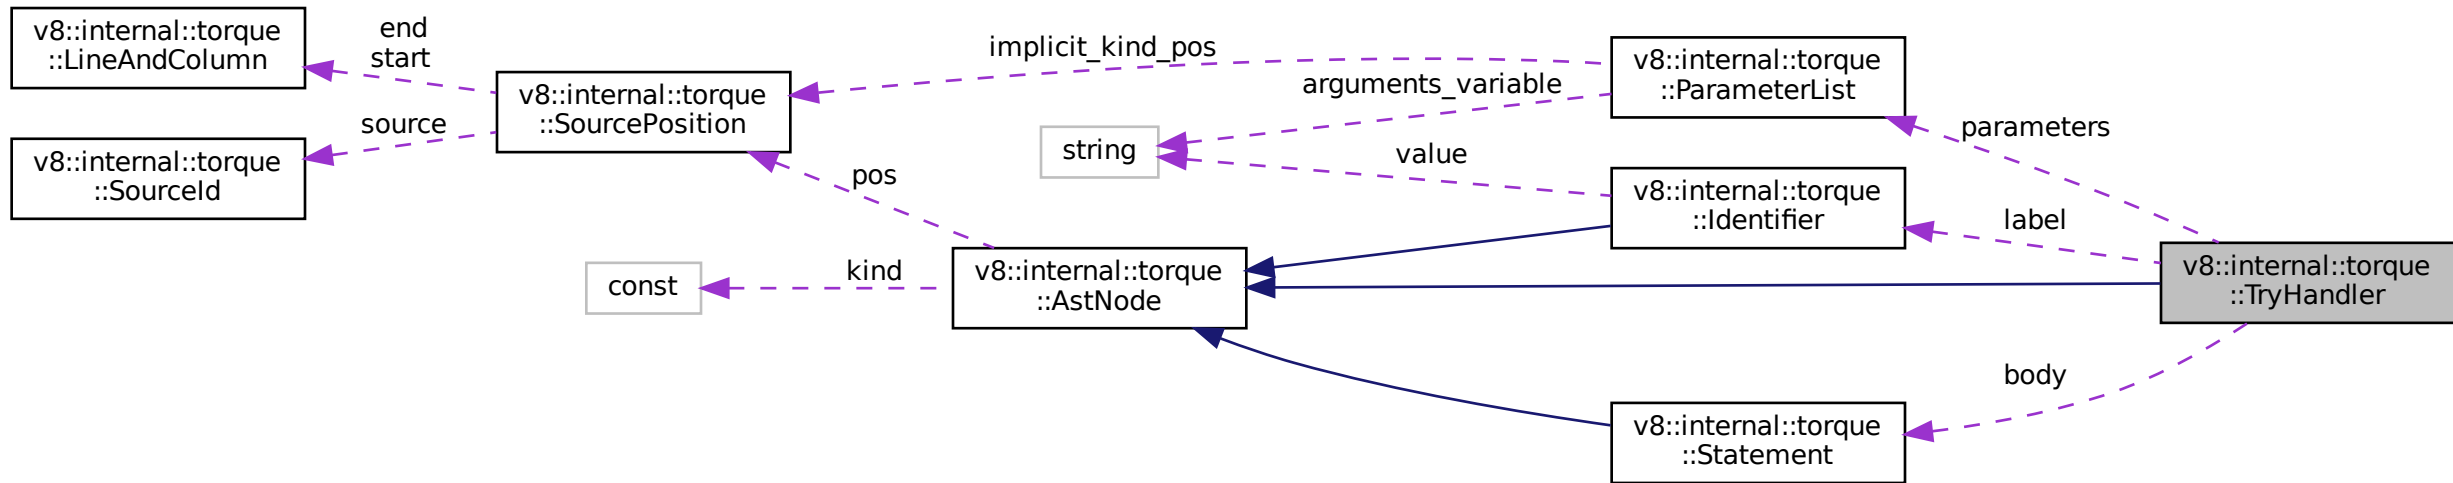 v8::internal::torque
::LineAndColumn
end
start
v8::internal::torque
::SourceId
source
v8::internal::torque
::SourcePosition
implicit_kind_pos
arguments_variable
string
value
pos
const
kind
v8::internal::torque
::AstNode
v8::internal::torque
::ParameterList
parameters
v8::internal::torque
::Identifier
label
v8::internal::torque
::TryHandler
body
v8::internal::torque
::Statement